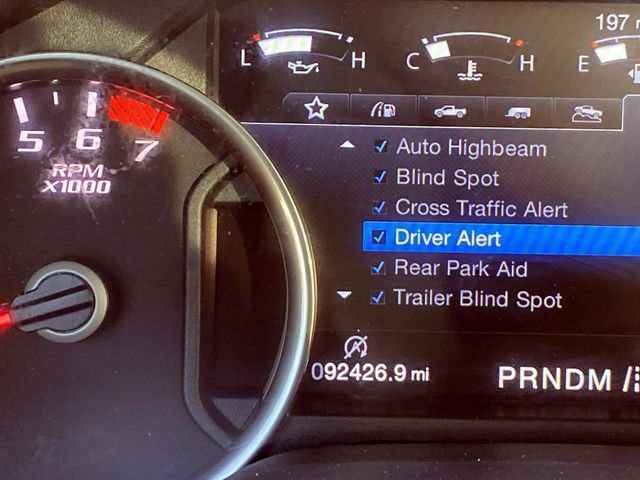 197
L H
C H
E
5 6 7
RPM
X1000
Auto Highbeam
Blind Spot
Cross Traffic Alert
Driver Alert
Rear Park Aid
Trailer Blind Spot
092426.9 mi
PRNDM